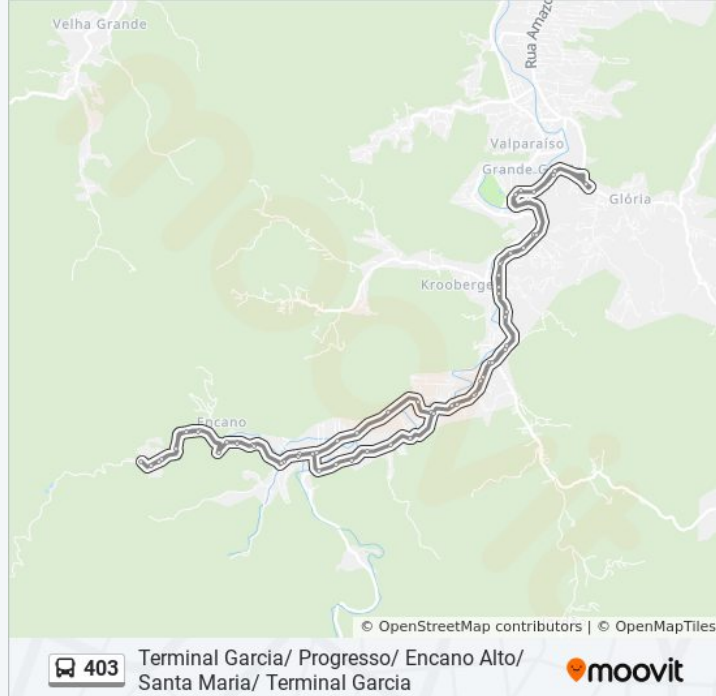 Velha Grande
Rua Amazo
Valparaíso
Grande G
Glória
Krooberge
Encano
moovit
© OpenStreetMap contributors | © OpenMapTiles
403
Terminal Garcia/ Progresso/ Encano Alto/
Santa Maria/ Terminal Garcia
moovit